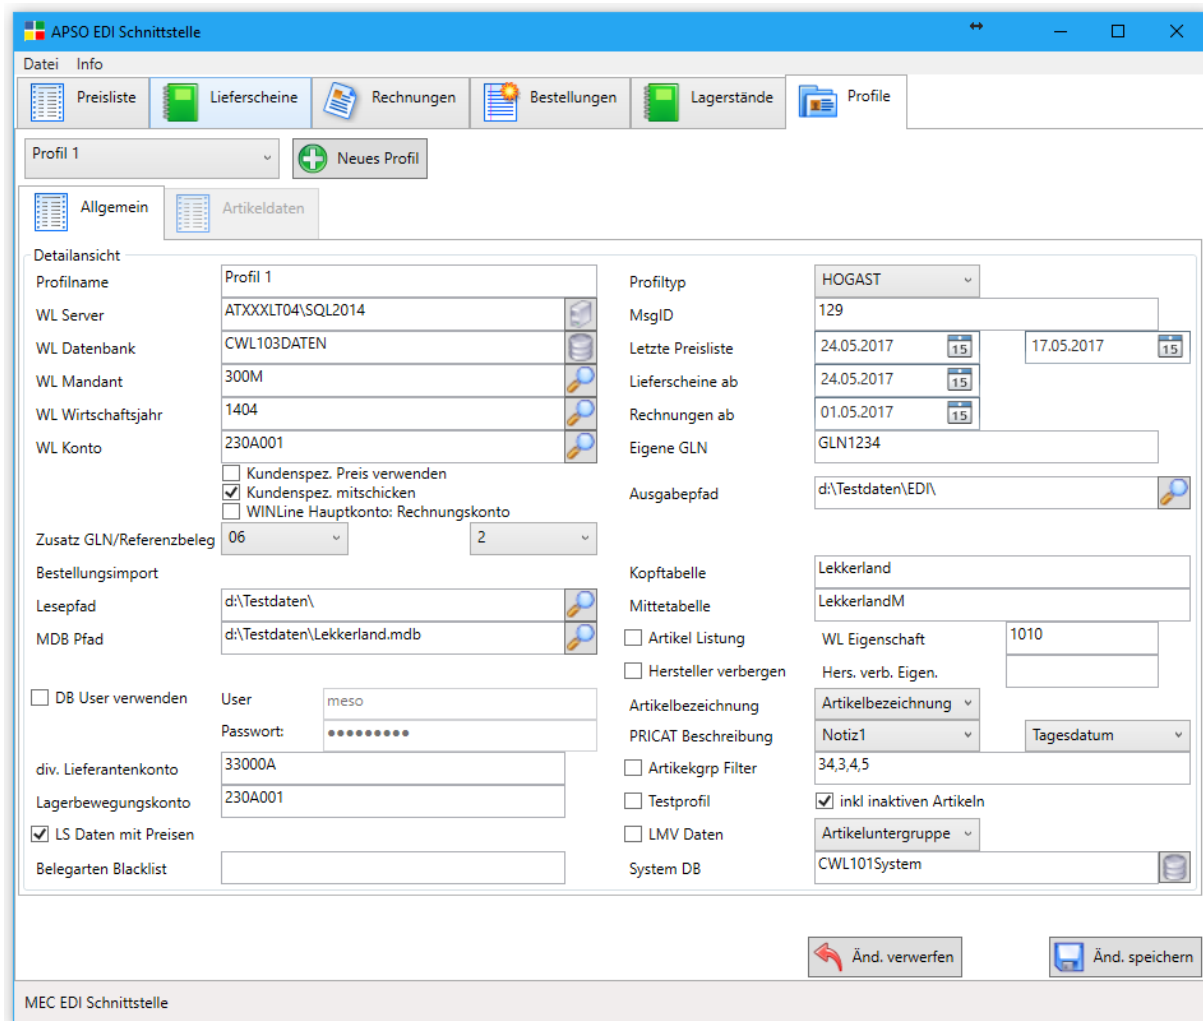 APSO EDI Schnittstelle
Datei Info
Preisliste Lieferscheine Rechnungen Bestellungen Lagerstände Profile
Profil 1 Neues Profil
Allgemein Artikeldaten
Detailansicht
Profilname Profil 1 Profiltyp HOGAST
WL Server ATXXXLT04\SQL2014 MsgID 129
WL Datenbank CWL103DATEN Letzte Preisliste 24.05.2017 15 17.05.2017 15
WL Mandant 300M Lieferscheine ab 24.05.2017 15
WL Wirtschaftsjahr 1404 Rechnungen ab 01.05.2017 15
WL Konto 230A001 Eigene GLN GLN1234
Kundenspez. Preis verwenden
Kundenspez. mitschicken Ausgabepfad d:\Testdaten\EDI\
WINLine Hauptkonto: Rechnungskonto
Zusatz GLN/Referenzbeleg 06 2
Bestellungsimport Kopftabelle Lekkerland
Lesepfad d:\Testdaten\ Mittetabelle LekkerlandM
MDB Pfad d:\Testdaten\Lekkerland.mdb Artikel Listung WL Eigenschaft 1010
Hersteller verbergen Hers. verb. Eigen.
DB User verwenden User meso Artikelbezeichnung Artikelbezeichnung
Passwort: ●●●●●●●●● PRICAT Beschreibung Notiz1 Tagesdatum
div. Lieferantenkonto 33000A Artikekgrp Filter 34,3,4,5
Lagerbewegungskonto 230A001 Testprofil inkl inaktiven Artikeln
LS Daten mit Preisen LMV Daten Artikeluntergruppe
Belegarten Blacklist System DB CWL101System
Änd. verwerfen Änd. speichern
MEC EDI Schnittstelle